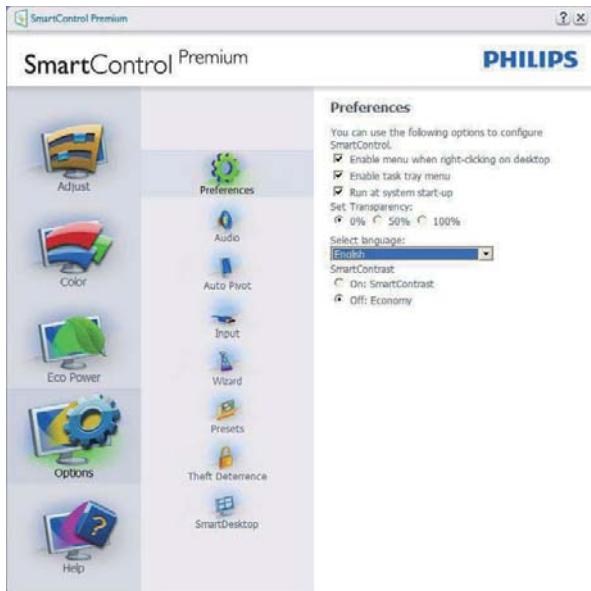 SmartControl Premium
SmartControl Premium
PHILIPS
Adjust
Color
Eco Power
Options
Help
Preferences
Audio
Auto Pivot
Input
Wizard
Presets
Theft Deterrence
SmartDesktop
Preferences
You can use the following options to configure
SmartControl.
Enable menu when right-clicking on desktop
Enable task tray menu
Run at system start-up
Set Transparency:
0% 50% 100%
Select language:
English
SmartContrast
On: SmartContrast
Off: Economy